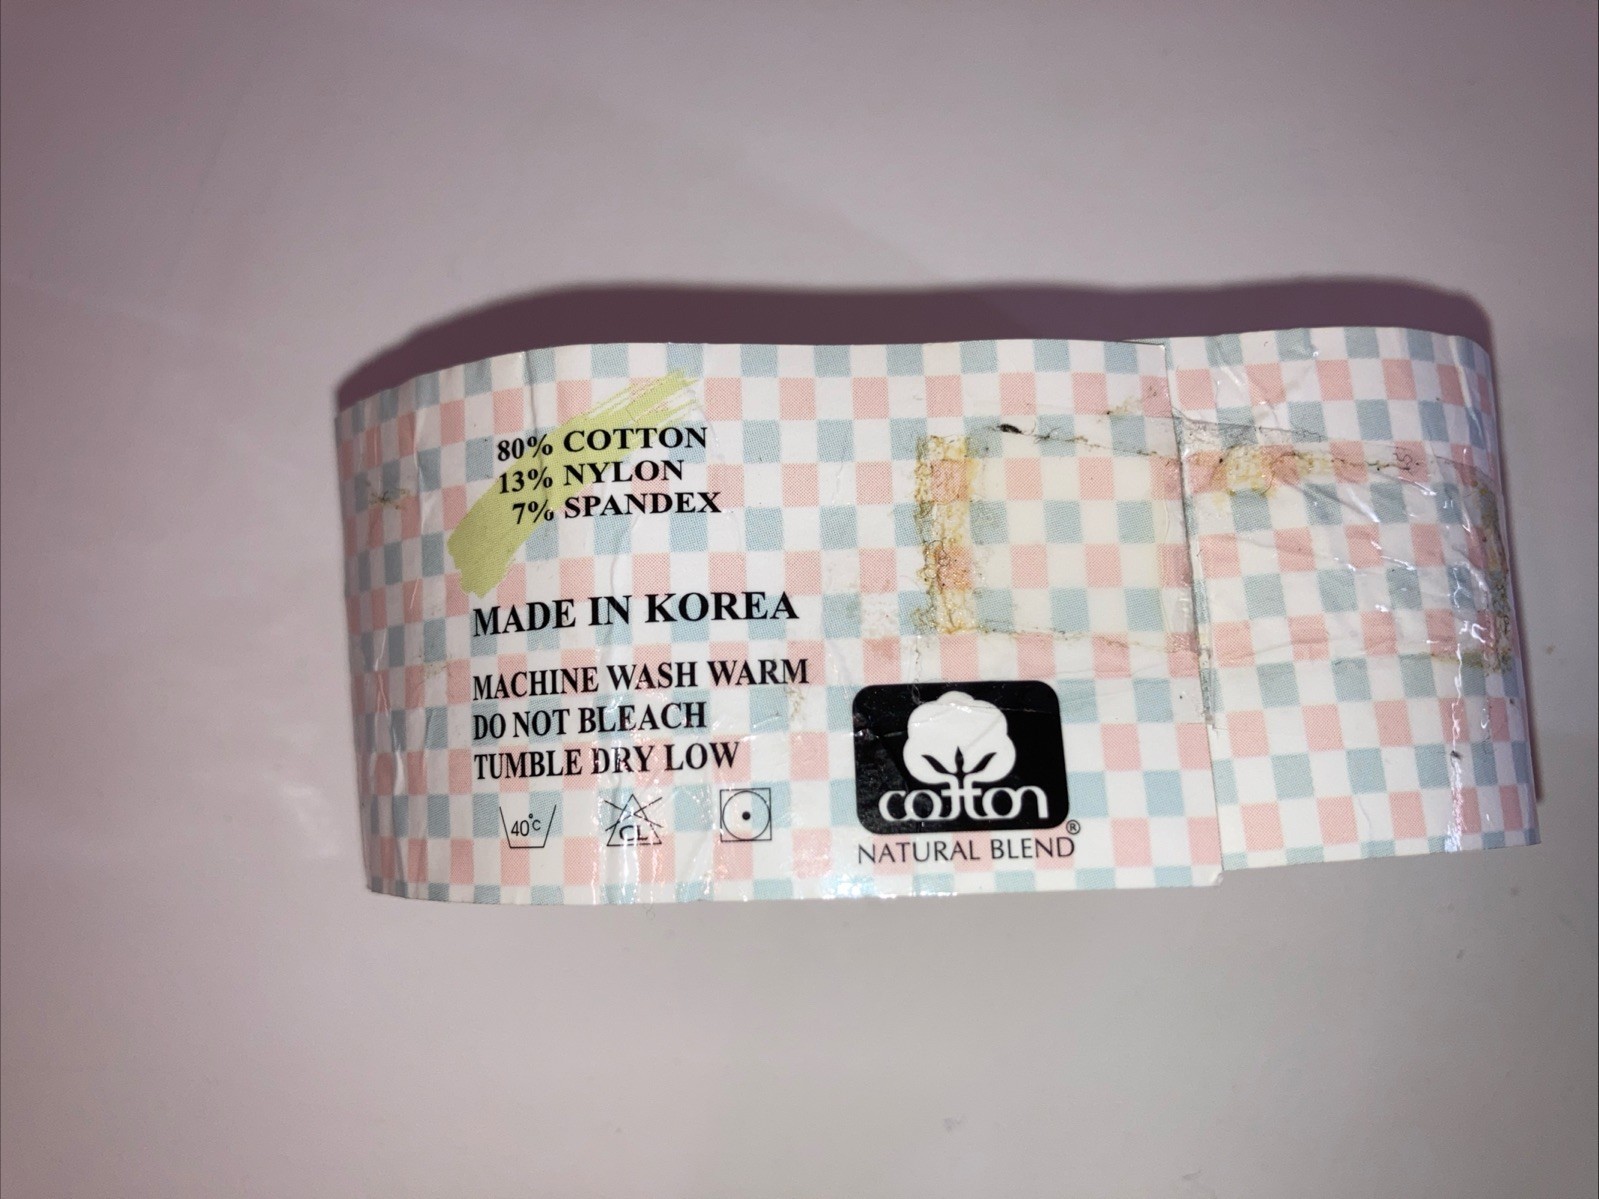 80% COTTON
13% NYLON
7% SPANDEX
MADE IN KOREA
MACHINE WASH WARM
DO NOT BLEACH
TUMBLE DRY LOW
40°C
CL
cotton
®
NATURAL BLEND